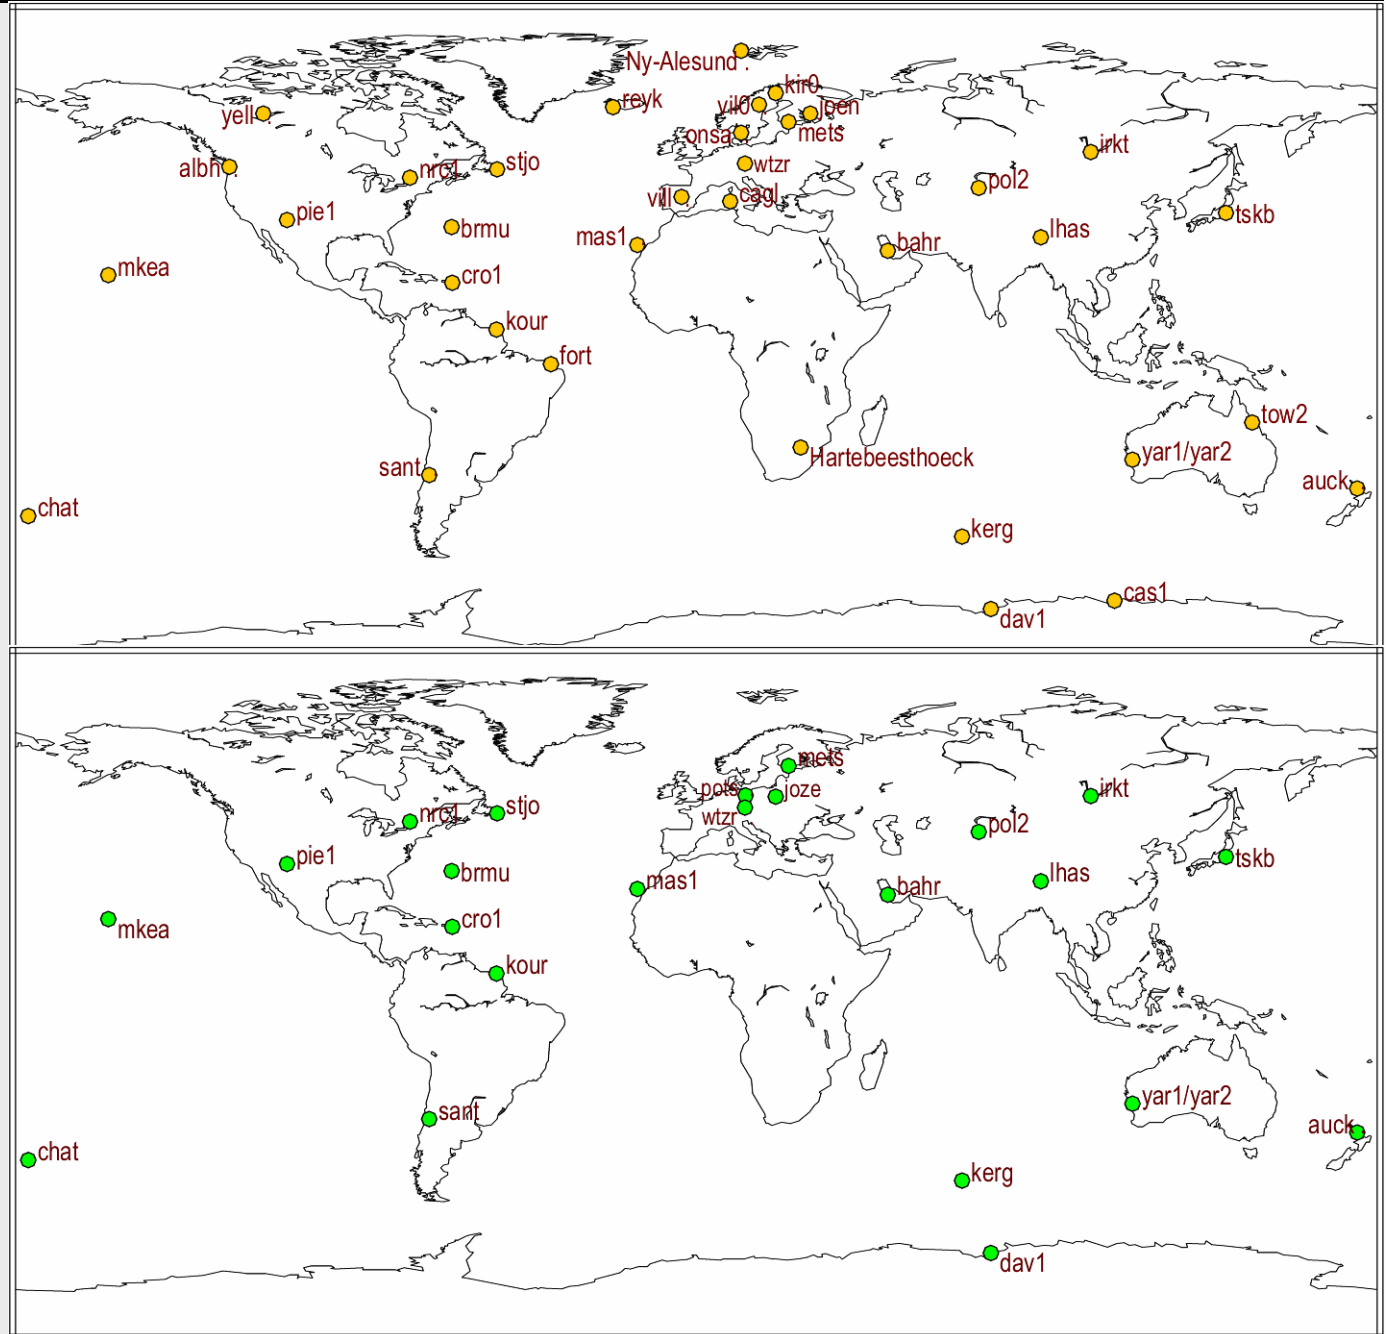 Ny-Alesund .
kir0
reyk
vil0
joen
yell .
onsa
mets
irkt
albh .
nrc1
stjo
wtzr
pol2
vill .
cagl
pie1
tskb
brmu
mas1
bahr
lhas
mkea
cro1
kour
fort
tow2
sant
Hartebeesthoeck
yar1/yar2
auck
chat
kerg
cas1
dav1
mets
pots
joze
irkt
nrc1
stjo
wtzr
pol2
pie1
tskb
brmu
mas1
bahr
lhas
mkea
cro1
kour
sant
yar1/yar2
auck
chat
kerg
dav1